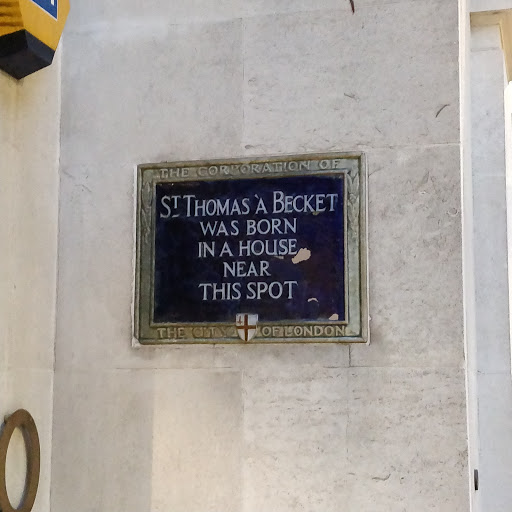 THE CORPORATION OF
ST THOMAS À BECKET
WAS BORN
IN A HOUSE
NEAR
THIS SPOT
THE CITY OF LONDON